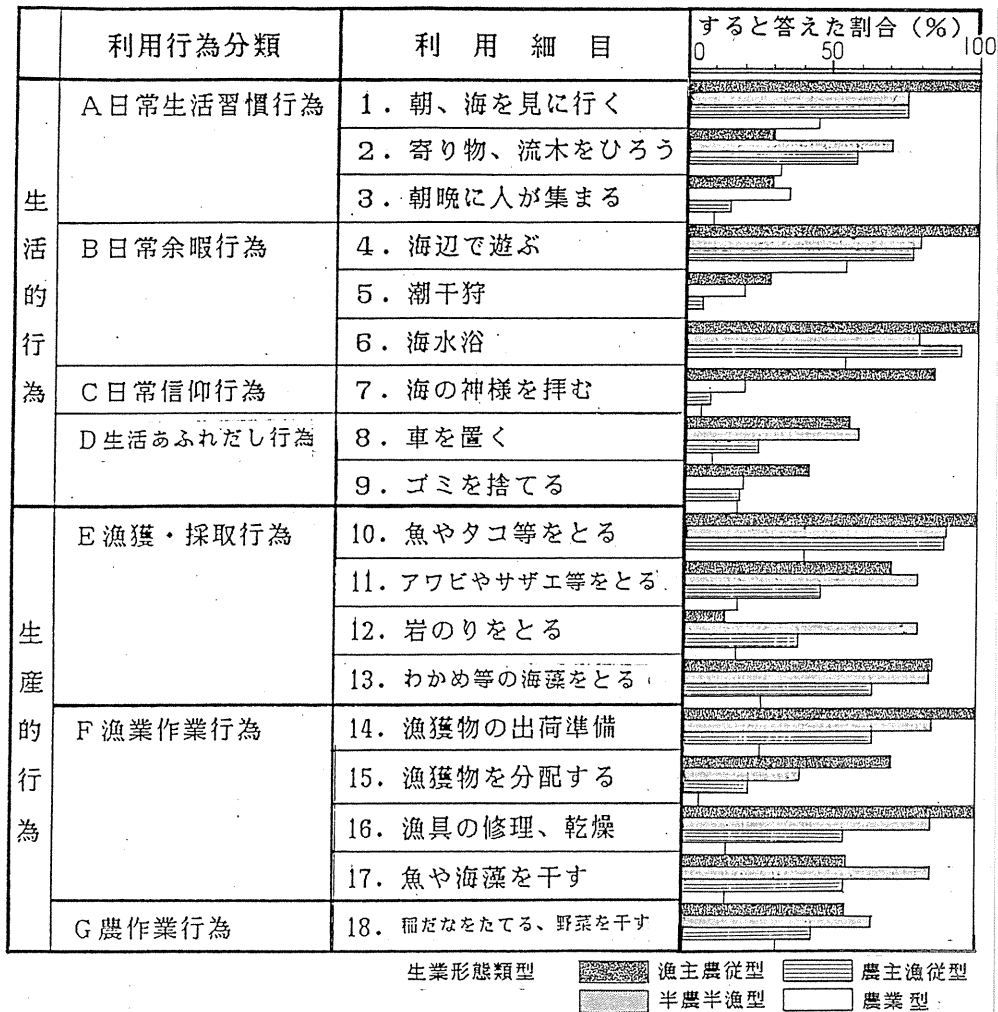 利用行為分類 利用細目 すると答えた割合（％）
0 50 100
生活的行為
A日常生活習慣行為 1．朝、海を見に行く
2．寄り物、流木をひろう
3．朝晩に人が集まる
B日常余暇行為 4．海辺で遊ぶ
5．潮干狩
6．海水浴
C日常信仰行為 7．海の神様を拝む
D生活あふれだし行為 8．車を置く
9．ゴミを捨てる
生産的行為
E漁獲・採取行為 10．魚やタコ等をとる
11．アワビやサザエ等をとる
12．岩のりをとる
13．わかめ等の海藻をとる
F漁業作業行為 14．漁獲物の出荷準備
15．漁獲物を分配する
16．漁具の修理、乾燥
17．魚や海藻を干す
G農作業行為 18．稲だなをたてる、野菜を干す
生業形態類型 漁主農従型 農主漁従型
半農半漁型 農業型